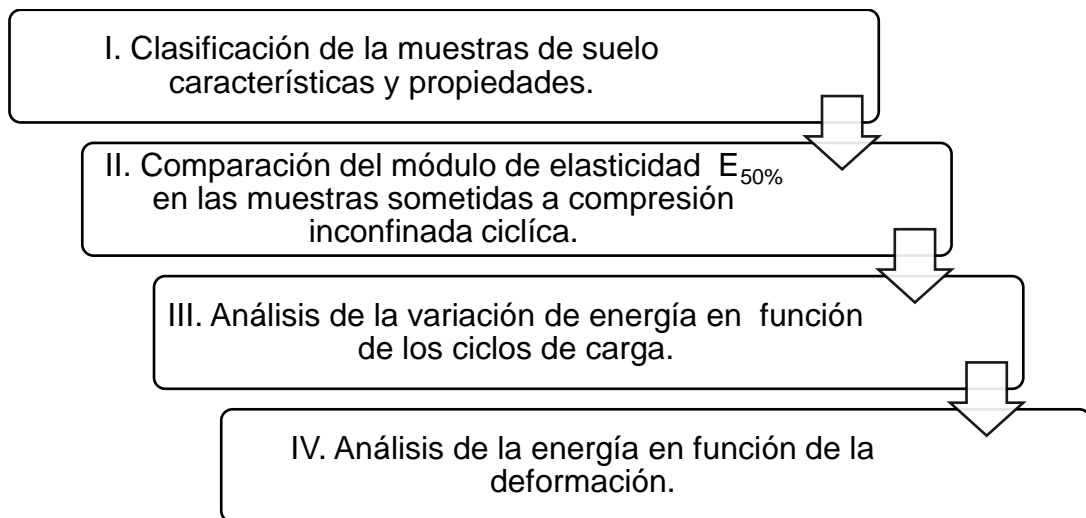 I. Clasificación de la muestras de suelo
características y propiedades.
II. Comparación del módulo de elasticidad E50%
en las muestras sometidas a compresión
inconfinada ciclíca.
III. Análisis de la variación de energía en función
de los ciclos de carga.
IV. Análisis de la energía en función de la
deformación.